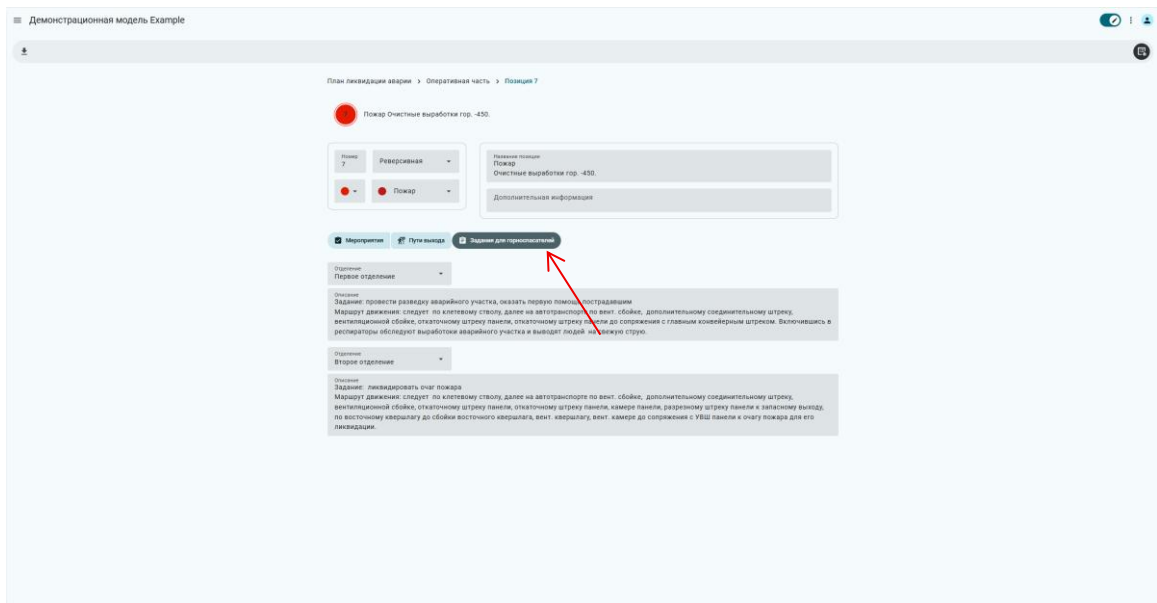 Демонстрационная модель Example
План ликвидации аварии > Оперативная часть > Позиция 7
7
Пожар Очистные выработки гор. -450.
Номер
7
Реверсивная
Пожар
Название позиции
Пожар
Очистные выработки гор. -450.
Дополнительная информация
Мероприятия
Пути выхода
Задания для горноспасателей
Отделение
Первое отделение
Описание
Задание: провести разведку аварийного участка, оказать первую помощь пострадавшим
Маршрут движения: следует по клетевому стволу, далее на автотранспорте по вент. сбойке, дополнительному соединительному штреку,
вентиляционной сбойке, откаточному штреку панели, откаточному штреку панели до сопряжения с главным конвейерным штреком. Включившись в
респираторы обследуют выработки аварийного участка и выводят людей на свежую струю.
Отделение
Второе отделение
Описание
Задание: ликвидировать очаг пожара
Маршрут движения: следует по клетевому стволу, далее на автотранспорте по вент. сбойке, дополнительному соединительному штреку,
вентиляционной сбойке, откаточному штреку панели, откаточному штреку панели, камере панели, разрезному штреку панели к запасному выходу,
по восточному квершлагу до сбойки восточного квершлага, вент. квершлагу, вент. камере до сопряжения с УВШ панели к очагу пожара для его
ликвидации.